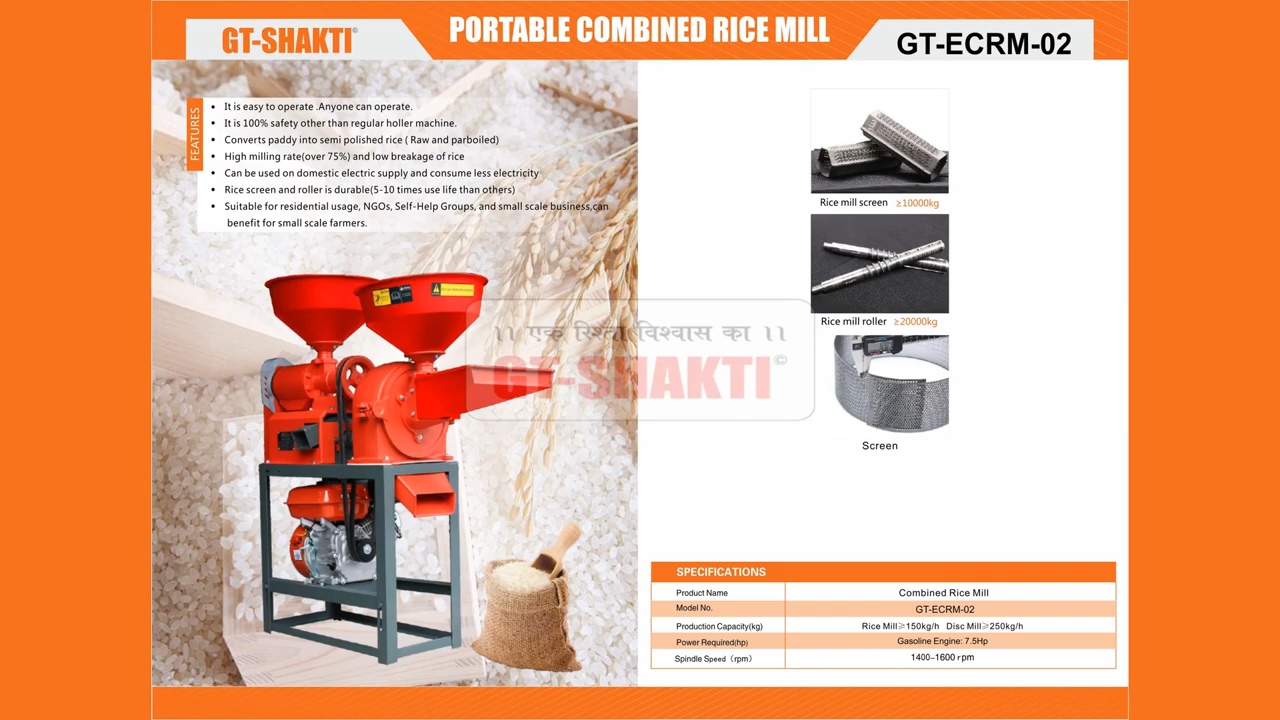 GT-SHAKTI©
PORTABLE COMBINED RICE MILL
GT-ECRM-02
FEATURES
• It is easy to operate .Anyone can operate.
• It is 100% safety other than regular holler machine.
• Converts paddy into semi polished rice ( Raw and parboiled)
• High milling rate(over 75%) and low breakage of rice
• Can be used on domestic electric supply and consume less electricity
• Rice screen and roller is durable(5-10 times use life than others)
• Suitable for residential usage, NGOs, Self-Help Groups, and small scale business,can
benefit for small scale farmers.
Rice mill screen ≥10000kg
Rice mill roller ≥20000kg
Screen
।। एक रिश्ता विश्वास का ।।
GT-SHAKTI©
SPECIFICATIONS
Product Name Combined Rice Mill
Model No. GT-ECRM-02
Production Capacity(kg) Rice Mill≥150kg/h Disc Mill≥250kg/h
Power Required(hp) Gasoline Engine: 7.5Hp
Spindle Speed（rpm） 1400-1600 rpm